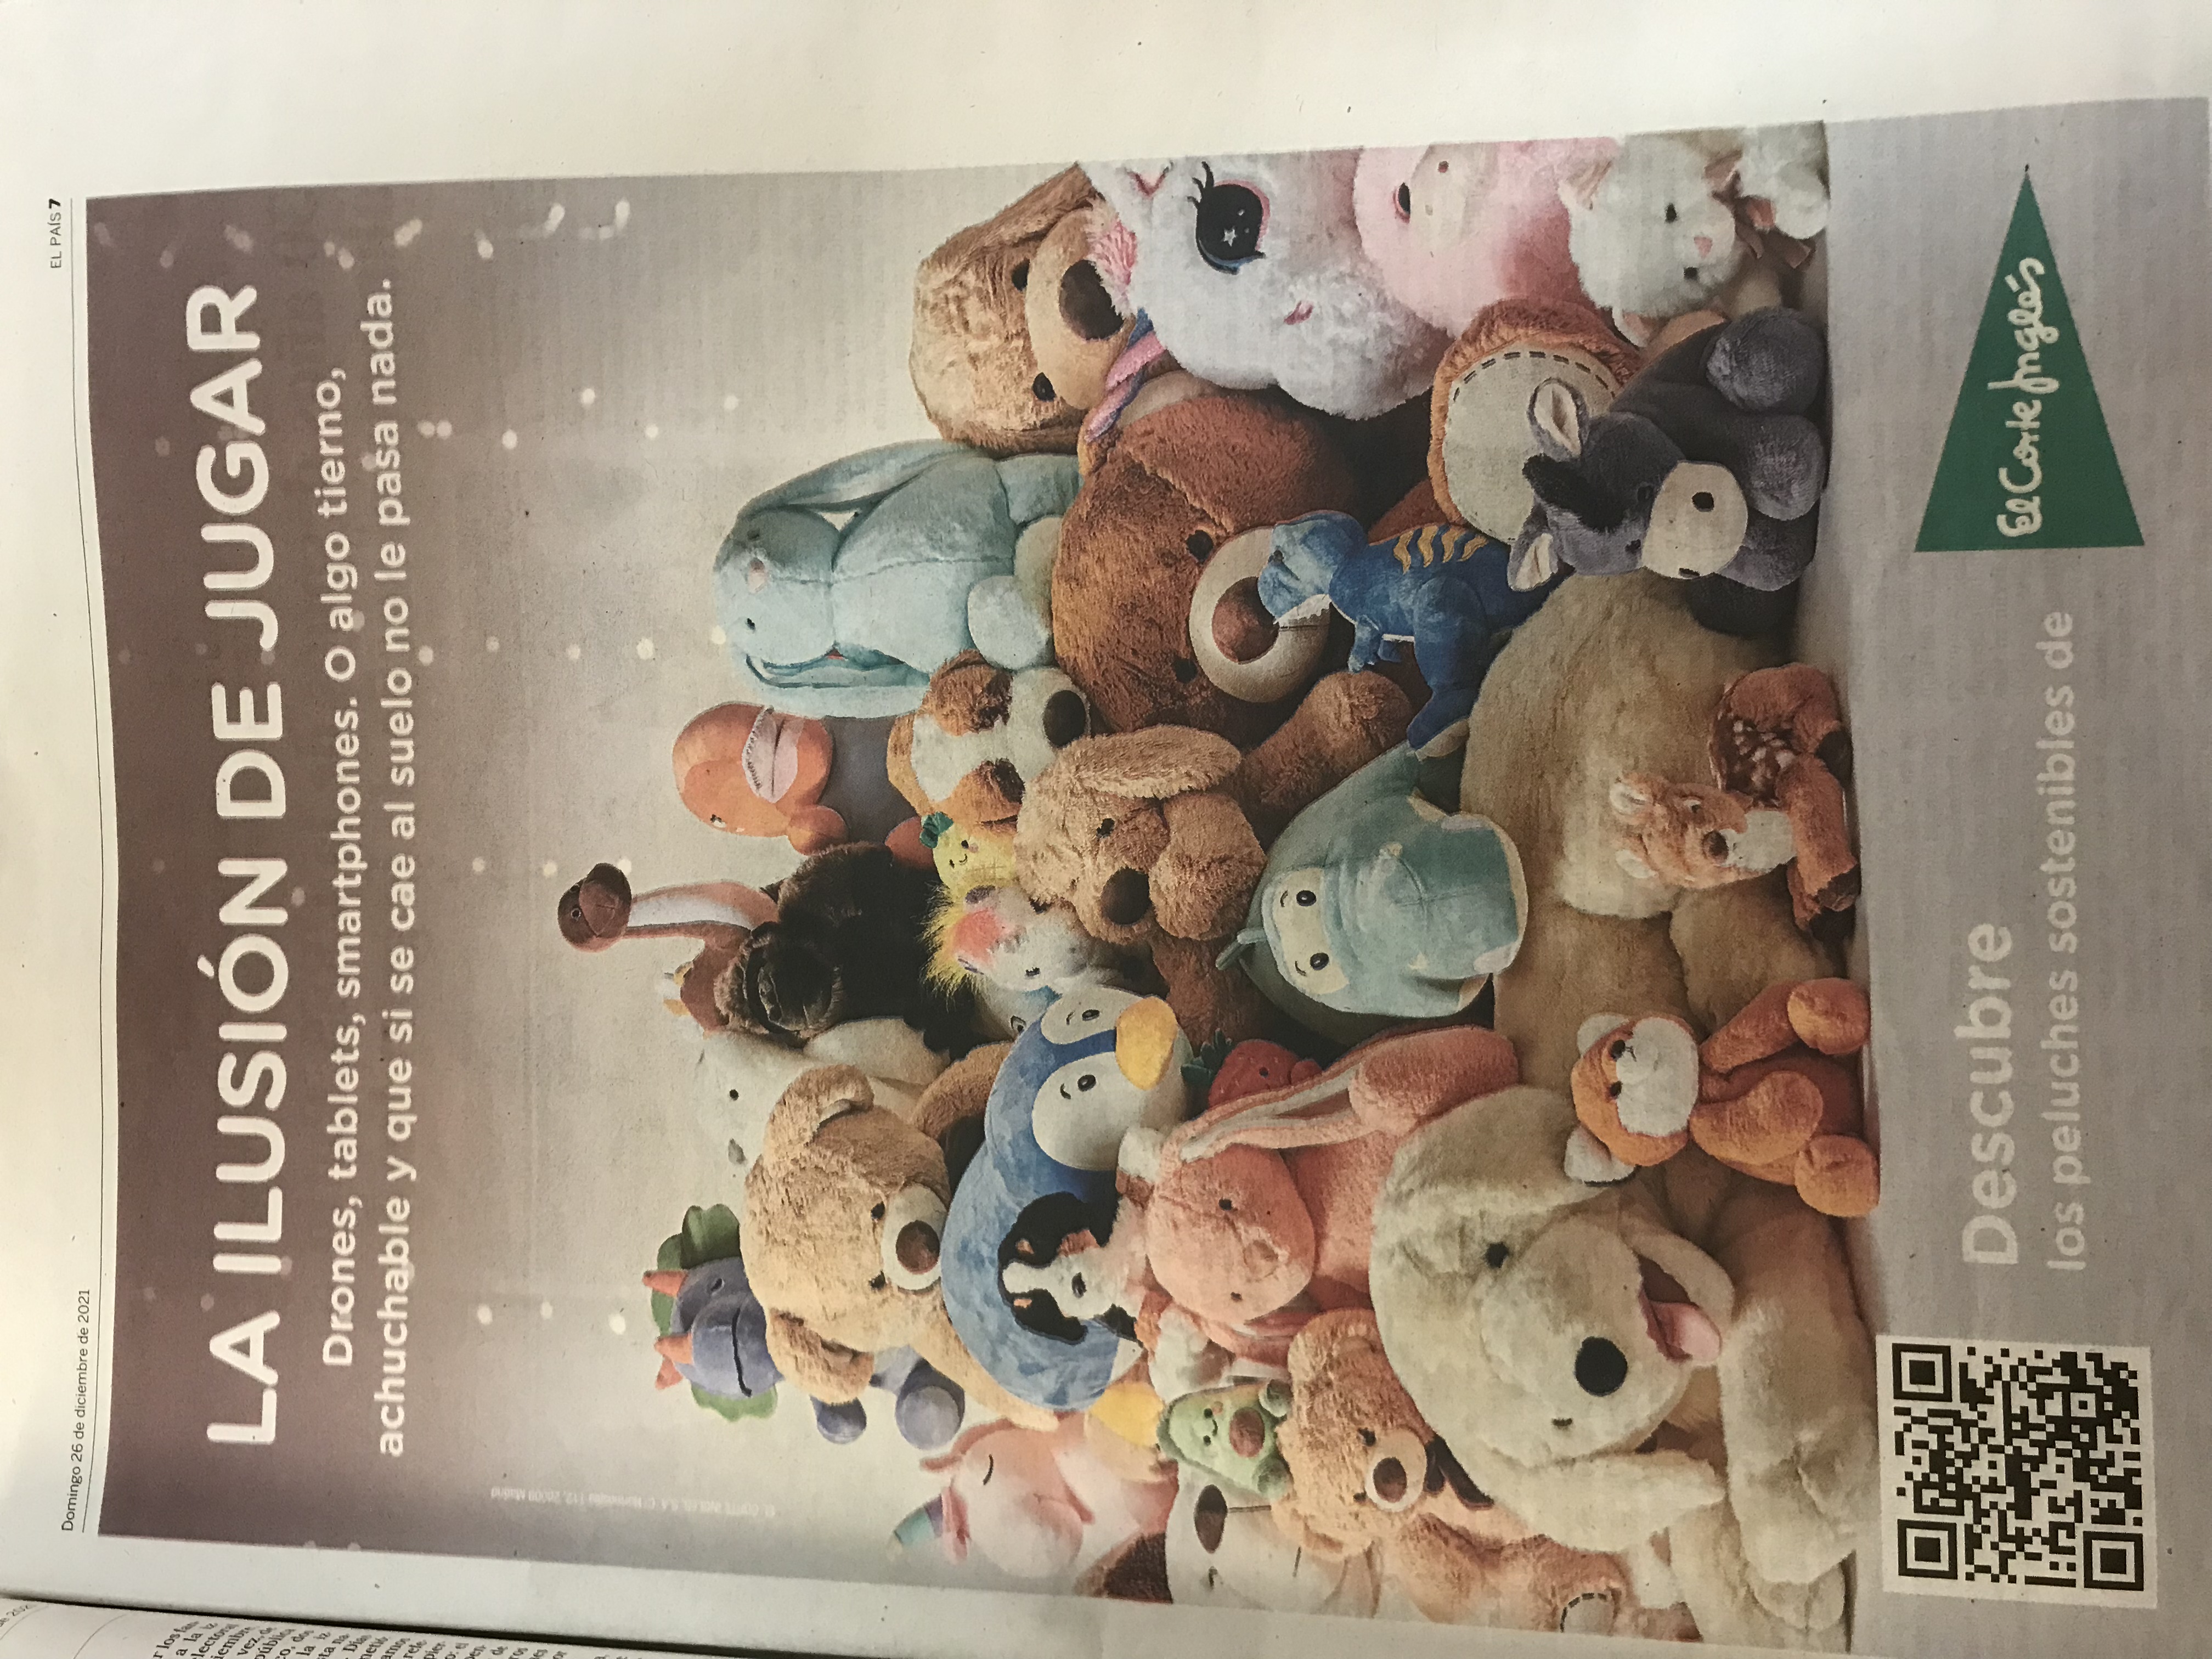 Domingo 26 de diciembre de 2021
EL PAÍS 7
LA ILUSIÓN DE JUGAR
Drones, tablets, smartphones. O algo tierno,
achuchable y que si se cae al suelo no le pasa nada.
Descubre
los peluches sostenibles de
El Corte Inglés